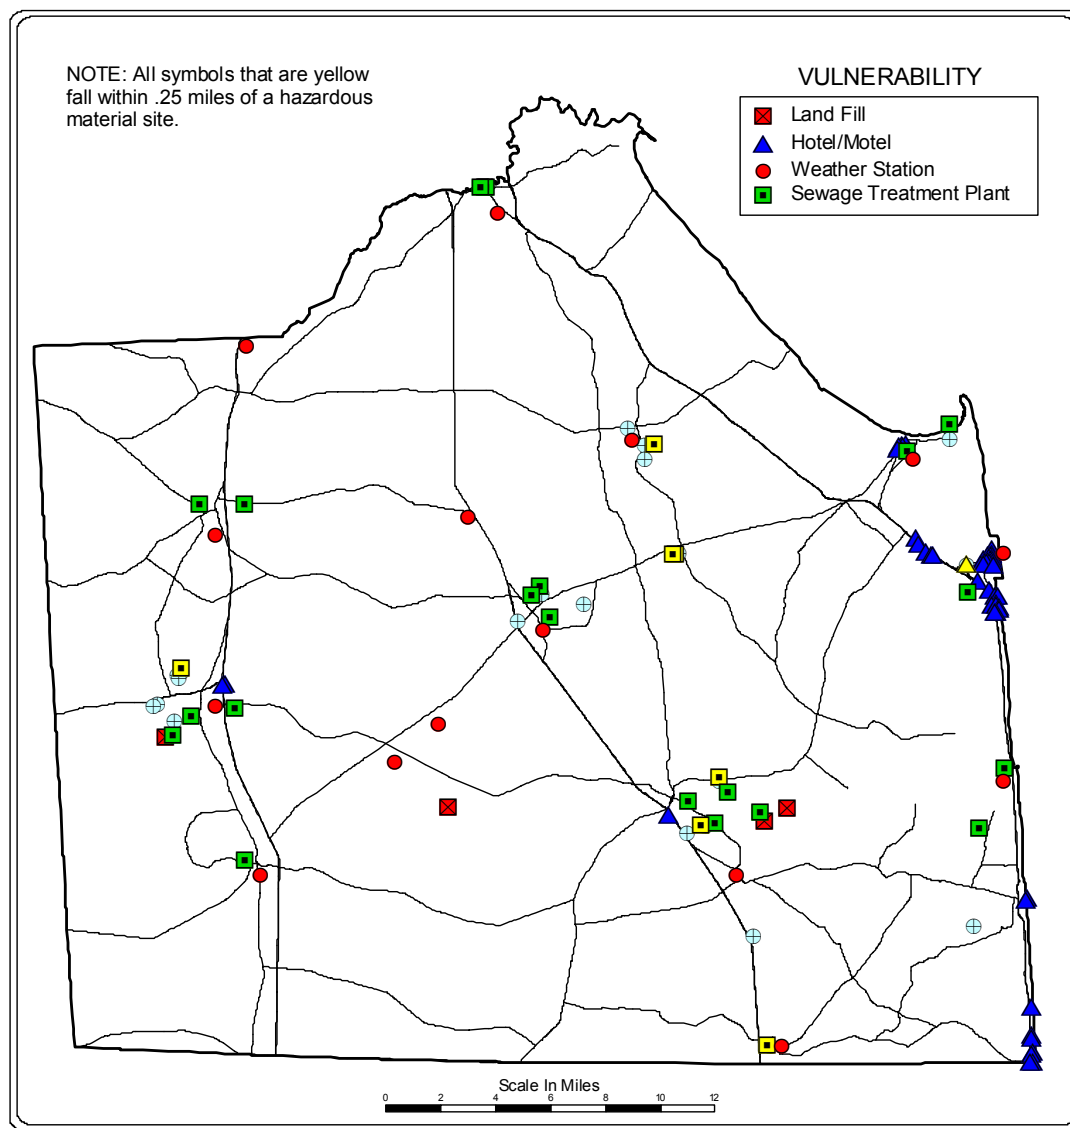 NOTE: All symbols that are yellow
fall within .25 miles of a hazardous
material site.
VULNERABILITY
Land Fill
Hotel/Motel
Weather Station
Sewage Treatment Plant
Scale In Miles
0 2 4 6 8 10 12